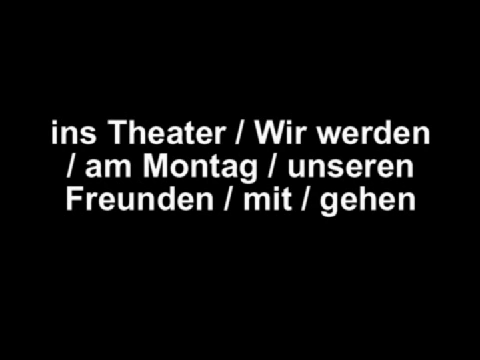 ins Theater / Wir werden
/ am Montag / unseren
Freunden / mit / gehen